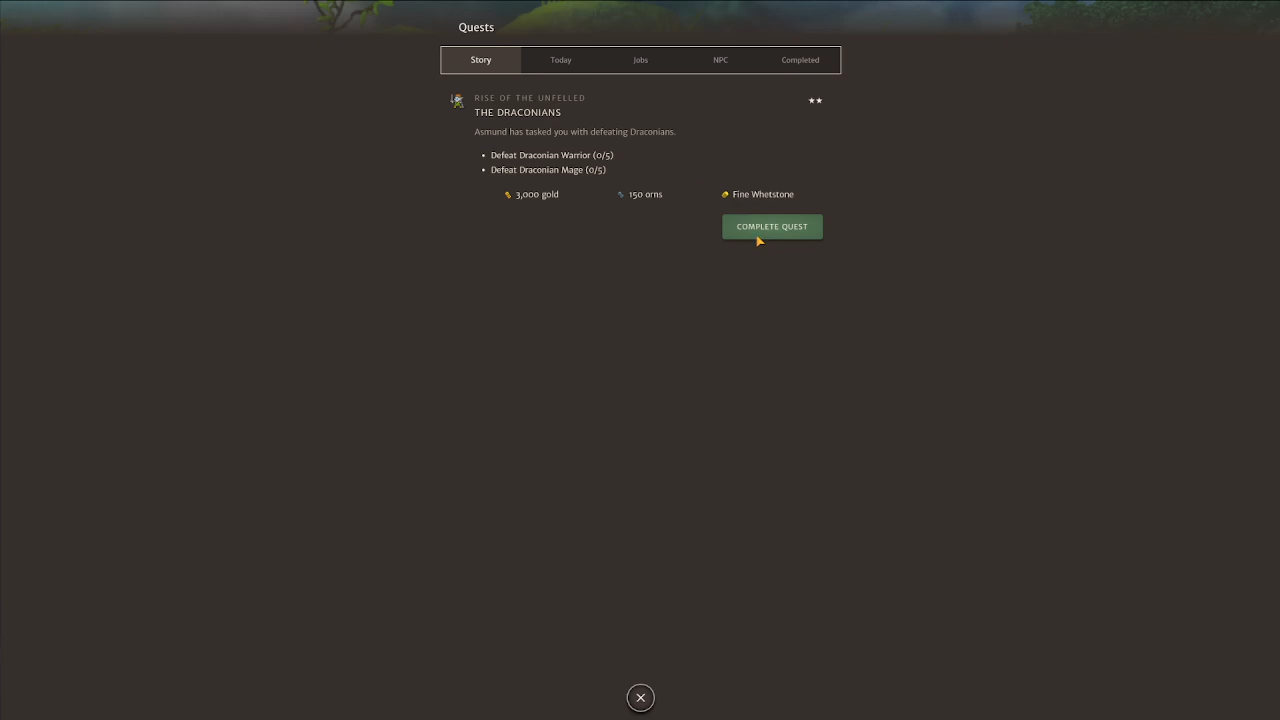 Quests
Story Today Jobs NPC Completed
RISE OF THE UNFELLED
★★
THE DRACONIANS
Asmund has tasked you with defeating Draconians.
• Defeat Draconian Warrior (0/5)
• Defeat Draconian Mage (0/5)
3,000 gold 150 orns Fine Whetstone
COMPLETE QUEST